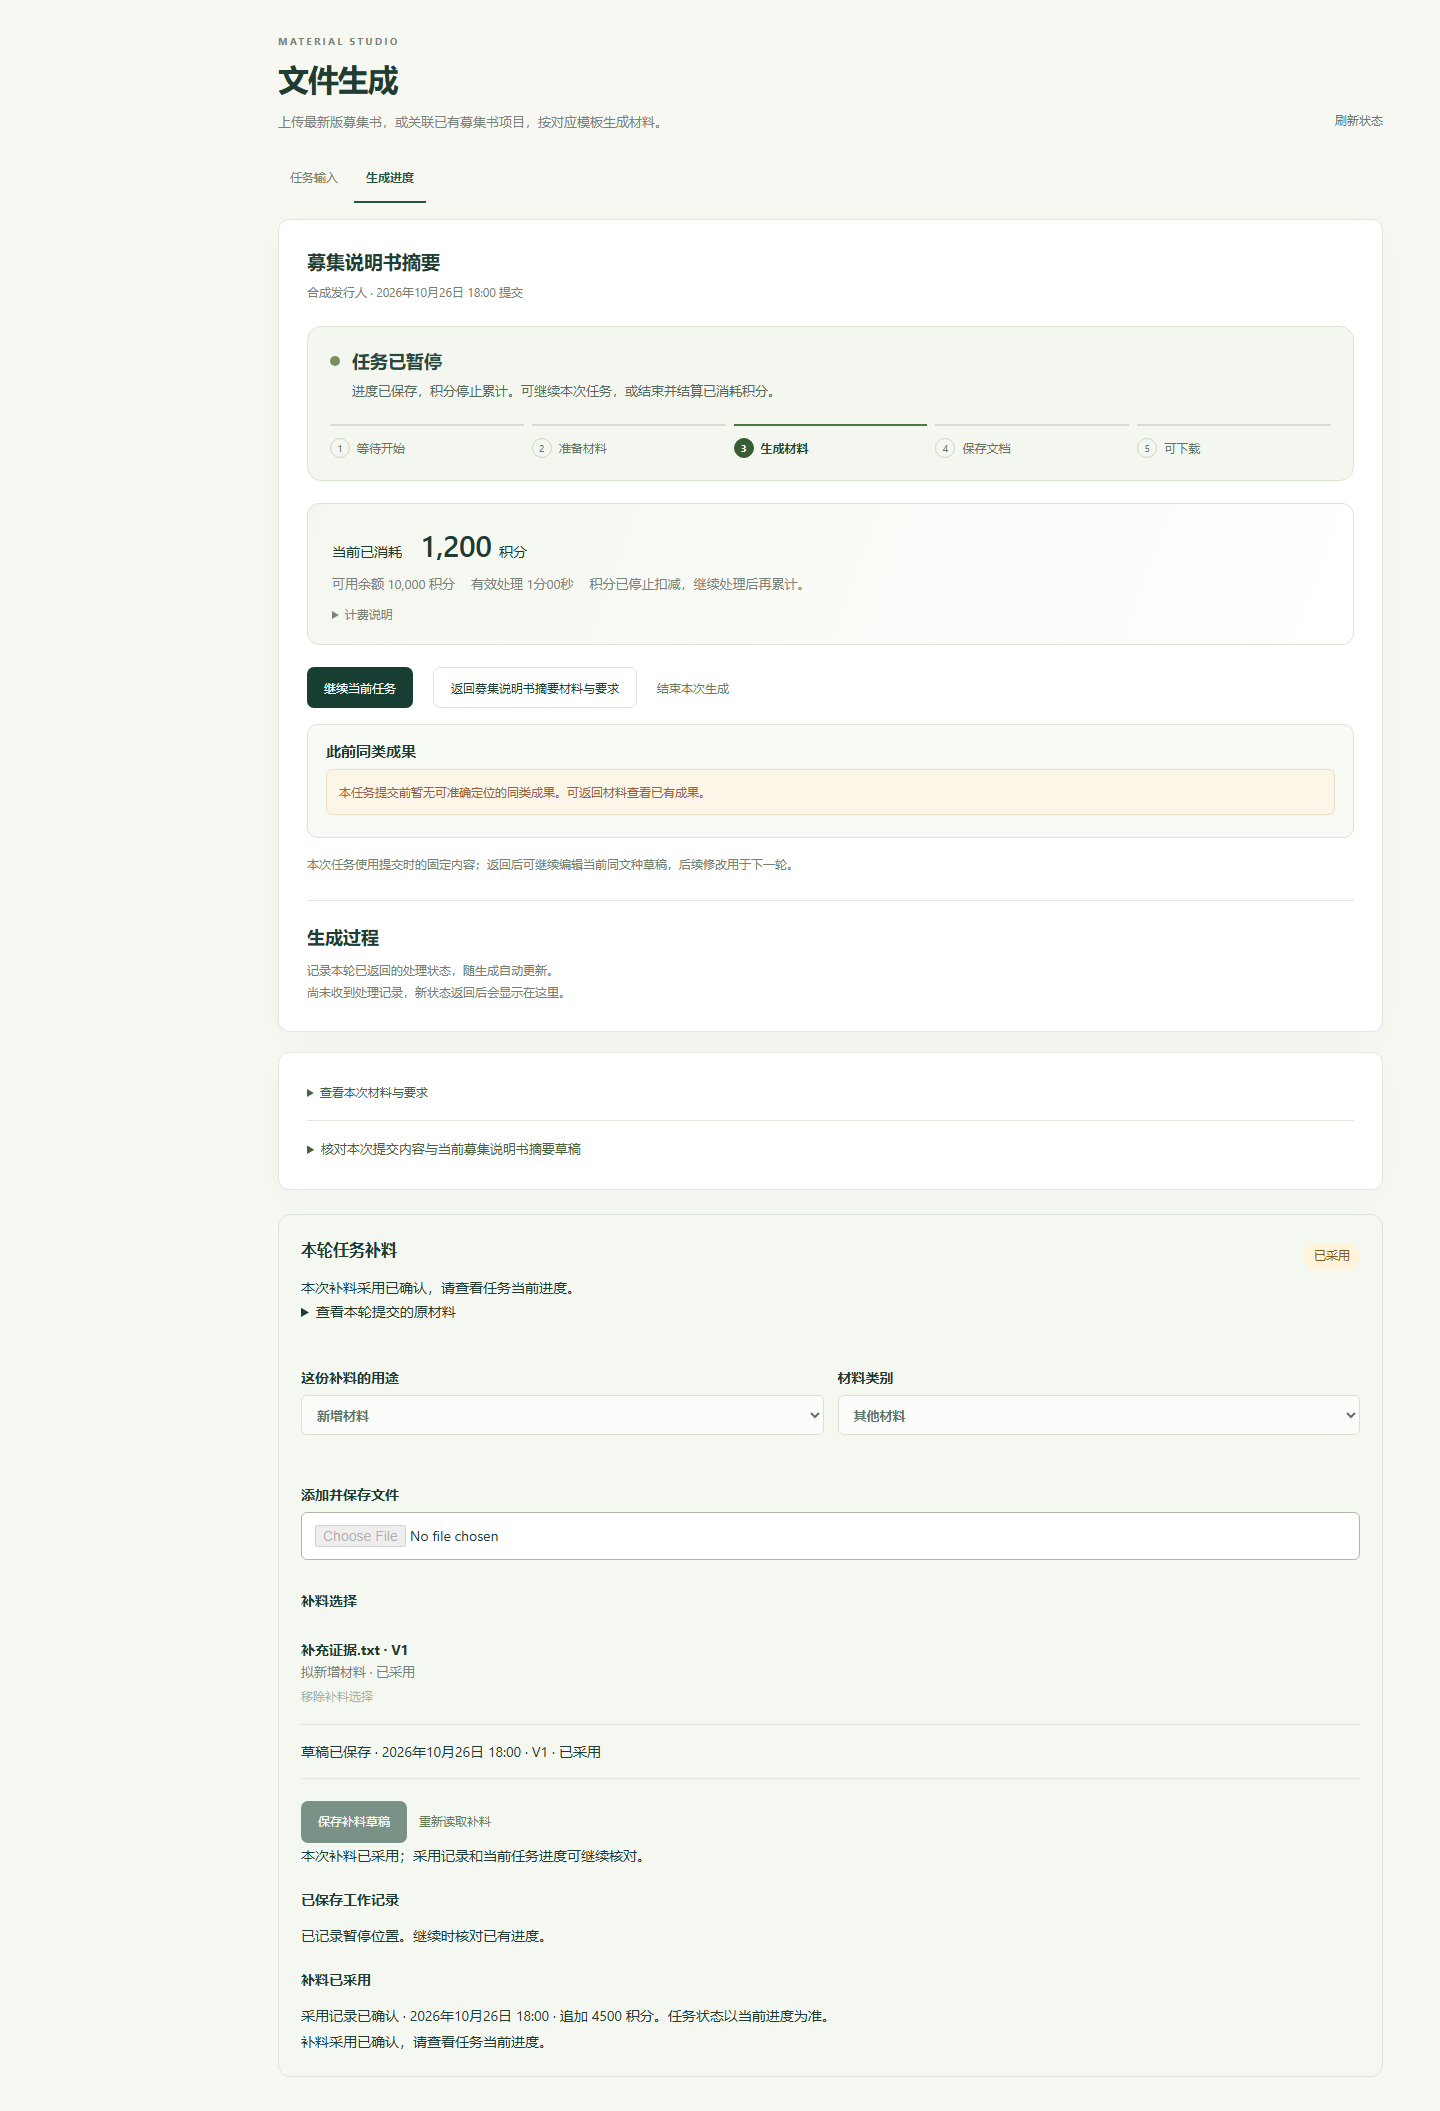 MATERIAL STUDIO
文件生成
上传最新版募集书，或关联已有募集书项目，按对应模板生成材料。
刷新状态
任务输入
生成进度
募集说明书摘要
合成发行人 · 2026年10月26日 18:00 提交
任务已暂停
进度已保存，积分停止累计。可继续本次任务，或结束并结算已消耗积分。
1 等待开始
2 准备材料
3 生成材料
4 保存文档
5 可下载
当前已消耗 1,200 积分
可用余额 10,000 积分 有效处理 1分00秒 积分已停止扣减，继续处理后再累计。
▶ 计费说明
继续当前任务
返回募集说明书摘要材料与要求
结束本次生成
此前同类成果
本任务提交前暂无可准确定位的同类成果。可返回材料查看已有成果。
本次任务使用提交时的固定内容；返回后可继续编辑当前同文种草稿，后续修改用于下一轮。
生成过程
记录本轮已返回的处理状态，随生成自动更新。
尚未收到处理记录，新状态返回后会显示在这里。
▶ 查看本次材料与要求
▶ 核对本次提交内容与当前募集说明书摘要草稿
本轮任务补料
已采用
本次补料采用已确认，请查看任务当前进度。
▶ 查看本轮提交的原材料
这份补料的用途
材料类别
新增材料
其他材料
添加并保存文件
Choose File No file chosen
补料选择
补充证据.txt · V1
拟新增材料 · 已采用
移除补料选择
草稿已保存 · 2026年10月26日 18:00 · V1 · 已采用
保存补料草稿
重新读取补料
本次补料已采用；采用记录和当前任务进度可继续核对。
已保存工作记录
已记录暂停位置。继续时核对已有进度。
补料已采用
采用记录已确认 · 2026年10月26日 18:00 · 追加 4500 积分。任务状态以当前进度为准。
补料采用已确认，请查看任务当前进度。